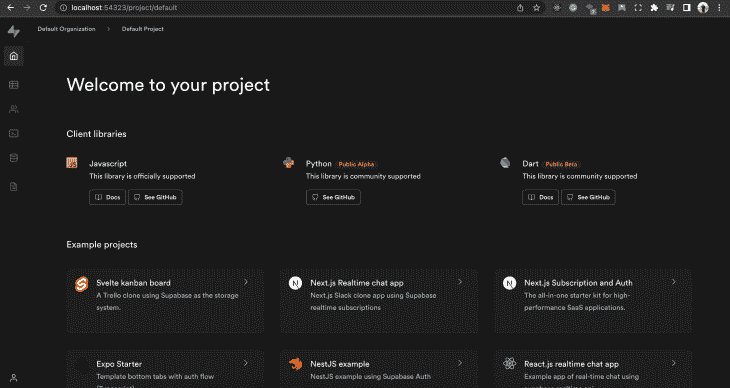 localhost:54323/project/default
Default Organization > Default Project
Welcome to your project
Client libraries
Javascript
This library is officially supported
Docs See GitHub
Python Public Alpha
This library is community supported
See GitHub
Dart Public Beta
This library is community supported
Docs See GitHub
Example projects
Svelte kanban board
A Trello clone using Supabase as the storage
system.
Next.js Realtime chat app
Next.js Slack clone app using Supabase
realtime subscriptions
Next.js Subscription and Auth
The all-in-one starter kit for high-
performance SaaS applications.
Expo Starter
Template bottom tabs with auth flow
(Typescript)
NestJS example
NestJS example using Supabase Auth
React.js realtime chat app
Example app of real-time chat using